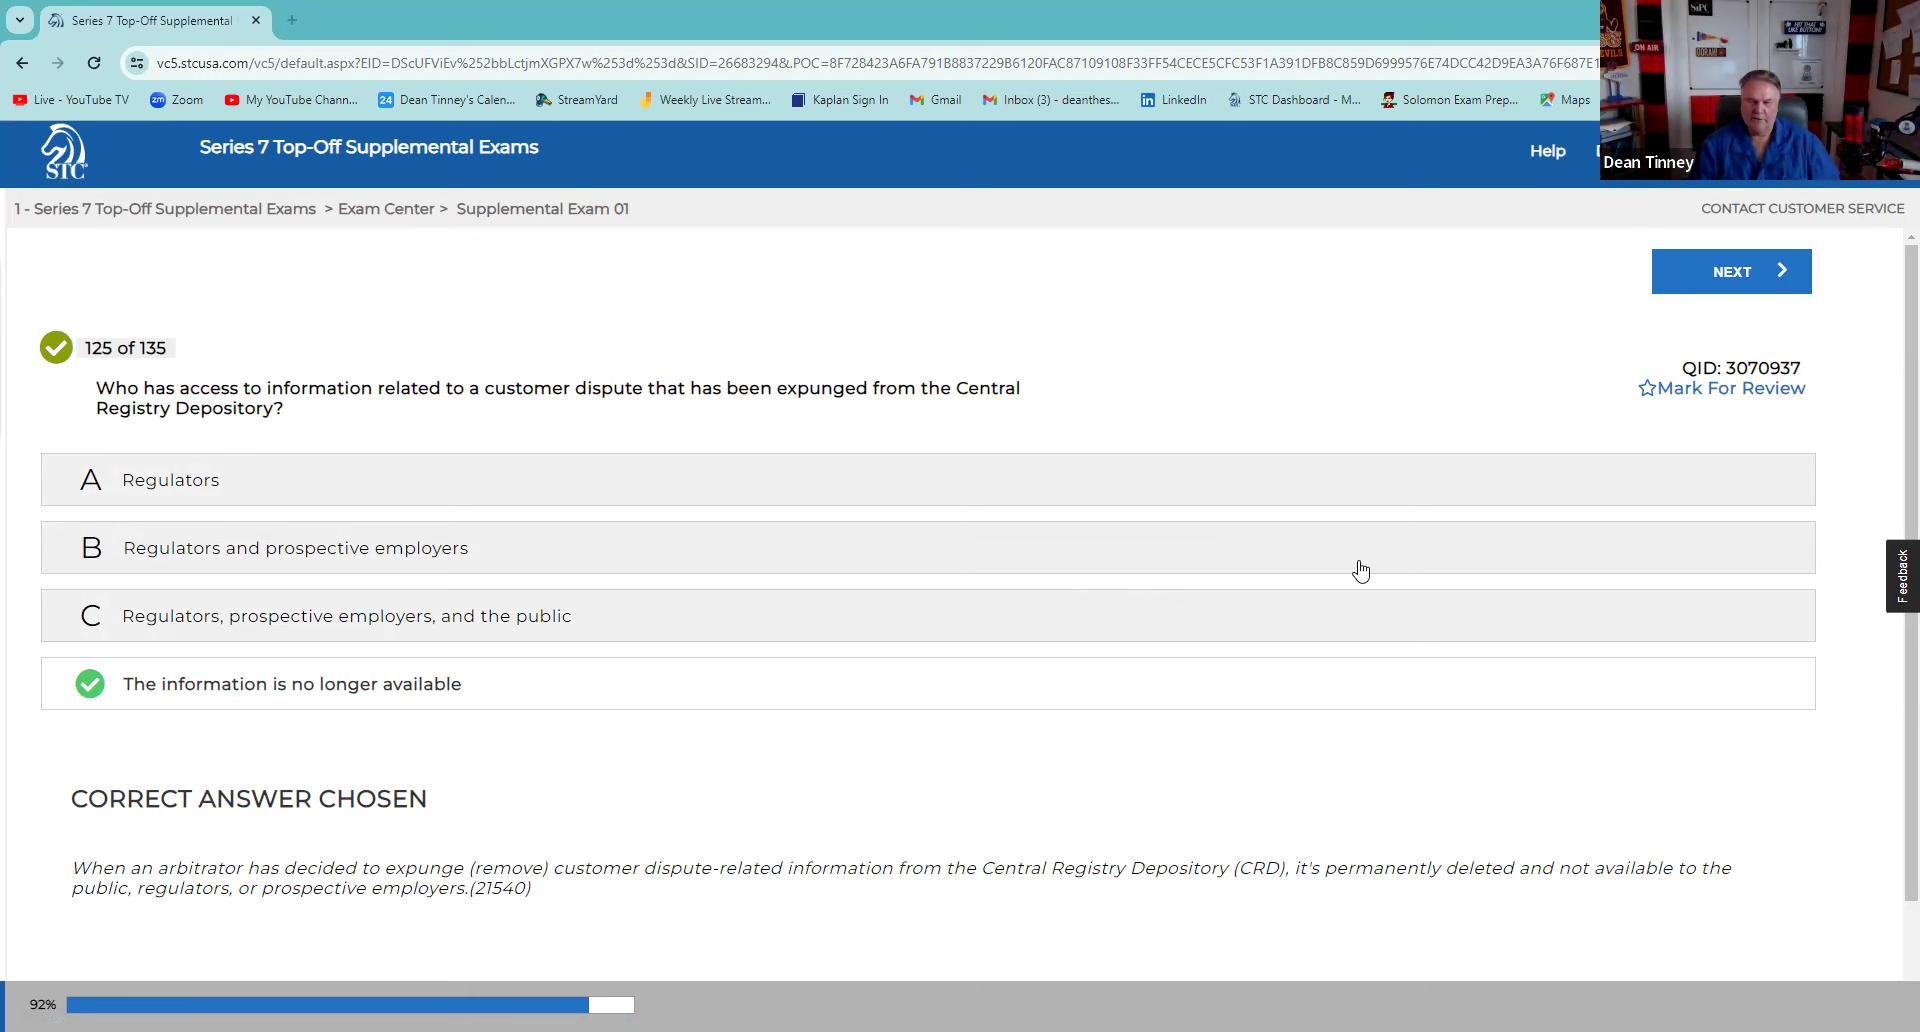 Series 7 Top-Off Supplemental
vc5.stcusa.com/vc5/default.aspx?EID=DScUFViEv%252bbLctjmXGPX7w%253d%253d&SID=26683294&.POC=8F728423A6FA791B8837229B6120FAC87109108F33FF54CECE5CFC53F1A391DFB8C859D6999576E74DCC42D9EA3A76F687E1
Live - YouTube TV
Zoom
My YouTube Chann...
Dean Tinney's Calen...
StreamYard
Weekly Live Stream...
Kaplan Sign In
Gmail
Inbox (3) - deanthes...
LinkedIn
STC Dashboard - M...
Solomon Exam Prep...
Maps
SIPC
HIT THAT LIKE BUTTON!
ON AIR
OORAH!
Dean Tinney
STC
Series 7 Top-Off Supplemental Exams
Help
1 - Series 7 Top-Off Supplemental Exams > Exam Center > Supplemental Exam 01
CONTACT CUSTOMER SERVICE
NEXT
125 of 135
QID: 3070937
Mark For Review
Who has access to information related to a customer dispute that has been expunged from the Central
Registry Depository?
A Regulators
B Regulators and prospective employers
C Regulators, prospective employers, and the public
The information is no longer available
Feedback
CORRECT ANSWER CHOSEN
When an arbitrator has decided to expunge (remove) customer dispute-related information from the Central Registry Depository (CRD), it's permanently deleted and not available to the
public, regulators, or prospective employers.(21540)
92%